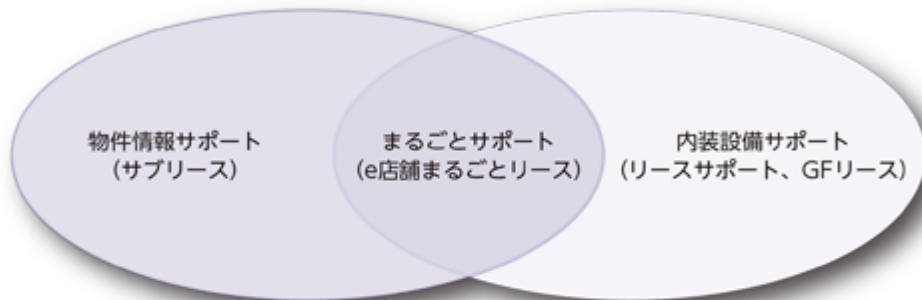 物件情報サポート
(サブリース)
まるごとサポート
(e店舗まるごとリース)
内装設備サポート
(リースサポート、GFリース)